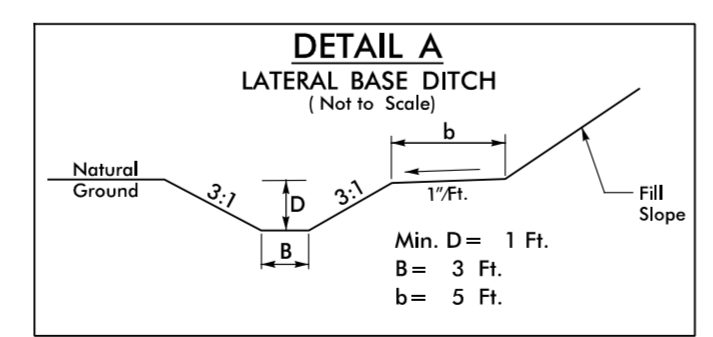 DETAIL A
LATERAL BASE DITCH
( Not to Scale)
b
Natural
Ground
3:1
D
3:1
1"/Ft.
Fill
Slope
B
Min. D= 1 Ft.
B= 3 Ft.
b= 5 Ft.